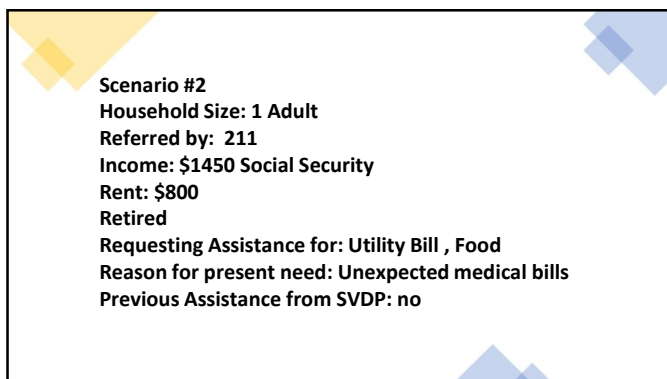 Scenario #2
Household Size: 1 Adult
Referred by:  211
Income: $1450 Social Security
Rent: $800
Retired
Requesting Assistance for: Utility Bill , Food
Reason for present need: Unexpected medical bills
Previous Assistance from SVDP: no